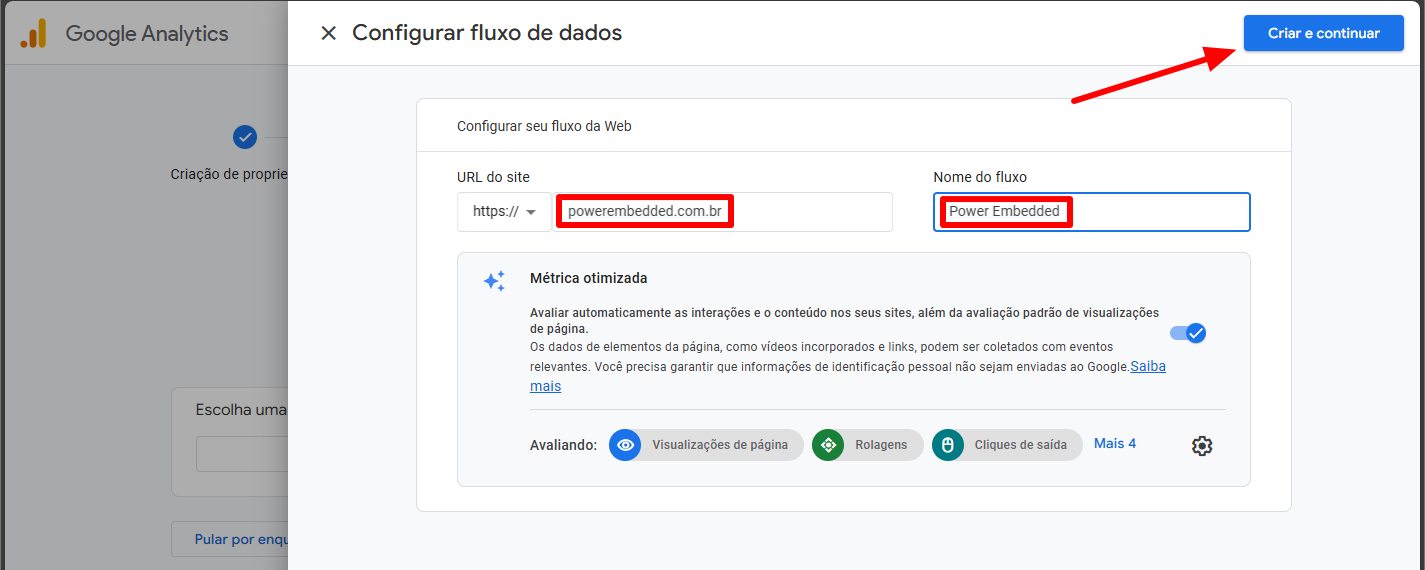 Google Analytics
Configurar fluxo de dados
Criar e continuar
Criação de proprie
Configurar seu fluxo da Web
URL do site
Nome do fluxo
https://
powerembedded.com.br
Power Embedded
Métrica otimizada
Avaliar automaticamente as interações e o conteúdo nos seus sites, além da avaliação padrão de visualizações
de página.
Os dados de elementos da página, como vídeos incorporados e links, podem ser coletados com eventos
relevantes. Você precisa garantir que informações de identificação pessoal não sejam enviadas ao Google.Saiba
mais
Escolha uma
Avaliando:
Visualizações de página
Rolagens
Cliques de saída
Mais 4
Pular por enqu